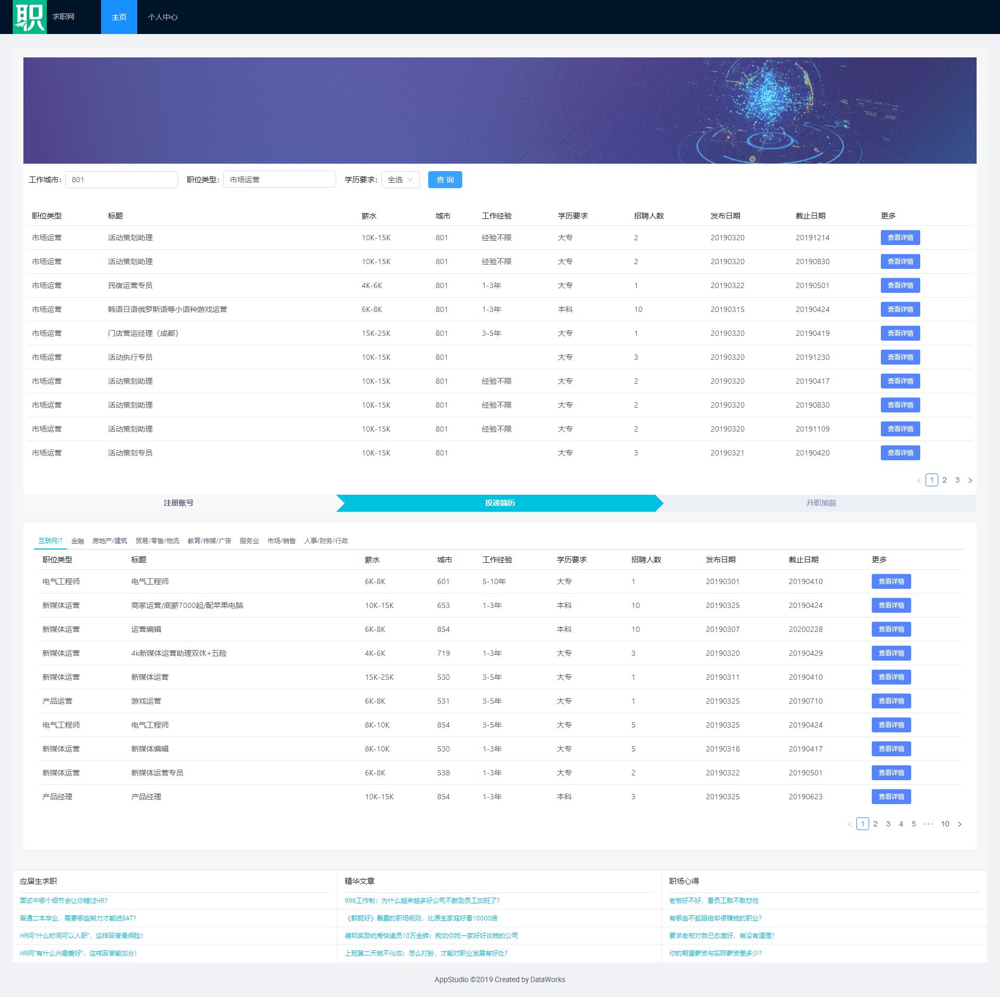 职 求职网 主页 个人中心
工作城市: 801 职位类型: 市场运营 学历要求: 全选 查 询
职位类型 标题 薪水 城市 工作经验 学历要求 招聘人数 发布日期 截止日期 更多
市场运营 活动策划助理 10K-15K 801 经验不限 大专 2 20190320 20191214 查看详情
市场运营 活动策划助理 10K-15K 801 经验不限 大专 2 20190320 20190830 查看详情
市场运营 民宿运营专员 4K-6K 801 1-3年 大专 1 20190322 20190501 查看详情
市场运营 韩语日语俄罗斯语等小语种游戏运营 6K-8K 801 1-3年 本科 10 20190315 20190424 查看详情
市场运营 门店营运经理（成都） 15K-25K 801 3-5年 大专 1 20190320 20190419 查看详情
市场运营 活动执行专员 10K-15K 801 大专 3 20190320 20191230 查看详情
市场运营 活动策划助理 10K-15K 801 经验不限 大专 2 20190320 20190417 查看详情
市场运营 活动策划助理 10K-15K 801 经验不限 大专 2 20190320 20190830 查看详情
市场运营 活动策划助理 10K-15K 801 经验不限 大专 2 20190320 20191109 查看详情
市场运营 活动策划专员 10K-15K 801 大专 3 20190321 20190420 查看详情
< 1 2 3 >
注册账号 投递简历 升职加薪
互联网IT 金融 房地产/建筑 贸易/零售/物流 教育/传媒/广告 服务业 市场/销售 人事/财务/行政
职位类型 标题 薪水 城市 工作经验 学历要求 招聘人数 发布日期 截止日期 更多
电气工程师 电气工程师 6K-8K 601 5-10年 大专 1 20190301 20190410 查看详情
新媒体运营 商家运营/底薪7000起/配苹果电脑 10K-15K 653 1-3年 本科 10 20190325 20190424 查看详情
新媒体运营 运营编辑 6K-8K 854 本科 10 20190307 20200228 查看详情
新媒体运营 4k新媒体运营助理双休+五险 4K-6K 719 1-3年 大专 3 20190320 20190429 查看详情
新媒体运营 新媒体运营 15K-25K 530 3-5年 大专 1 20190311 20190410 查看详情
产品运营 游戏运营 6K-8K 531 3-5年 大专 1 20190325 20190710 查看详情
电气工程师 电气工程师 8K-10K 854 3-5年 大专 5 20190325 20190424 查看详情
新媒体运营 新媒体编辑 8K-10K 530 1-3年 大专 5 20190318 20190417 查看详情
新媒体运营 新媒体运营专员 6K-8K 538 1-3年 大专 2 20190322 20190501 查看详情
产品经理 产品经理 10K-15K 854 1-3年 本科 3 20190325 20190623 查看详情
< 1 2 3 4 5 ••• 10 >
应届生求职
面试中哪个细节会让你错过HR？
普通二本毕业，需要哪些努力才能进BAT？
HR问“什么时间可以入职”，这样回答最保险！
HR问“有什么兴趣爱好”，这样回答能加分！
精华文章
996工作制：为什么越来越多好公司不鼓励员工加班了？
《都挺好》暴露的职场规则，比原生家庭好看10000倍
德邦奖励优秀快递员10万金砖：我劝你找一家好好谈钱的公司
上班第二天就不化妆：怎么打扮，才能对职业发展有好处？
职场心得
老板好不好，看员工敢不敢怼他
有哪些不起眼但却很赚钱的职业？
要求老板对自己态度好，有没有道理？
你的期望薪资与实际薪资差多少？
AppStudio ©2019 Created by DataWorks